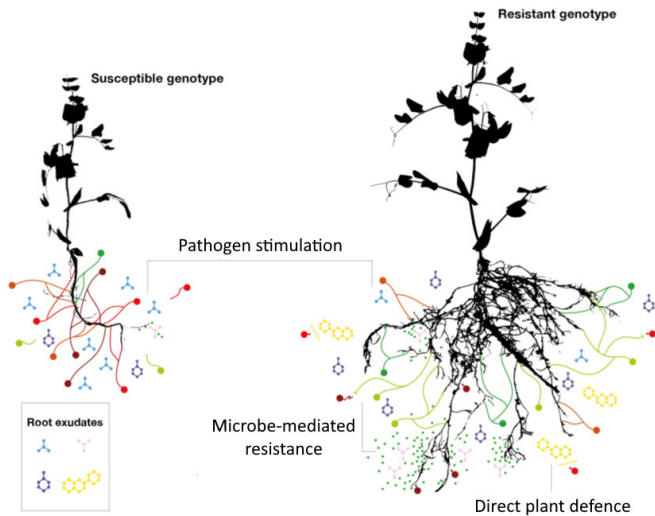 Resistant genotype
Susceptible genotype
Pathogen stimulation
Microbe-mediated
resistance
Root exudates
Direct plant defence